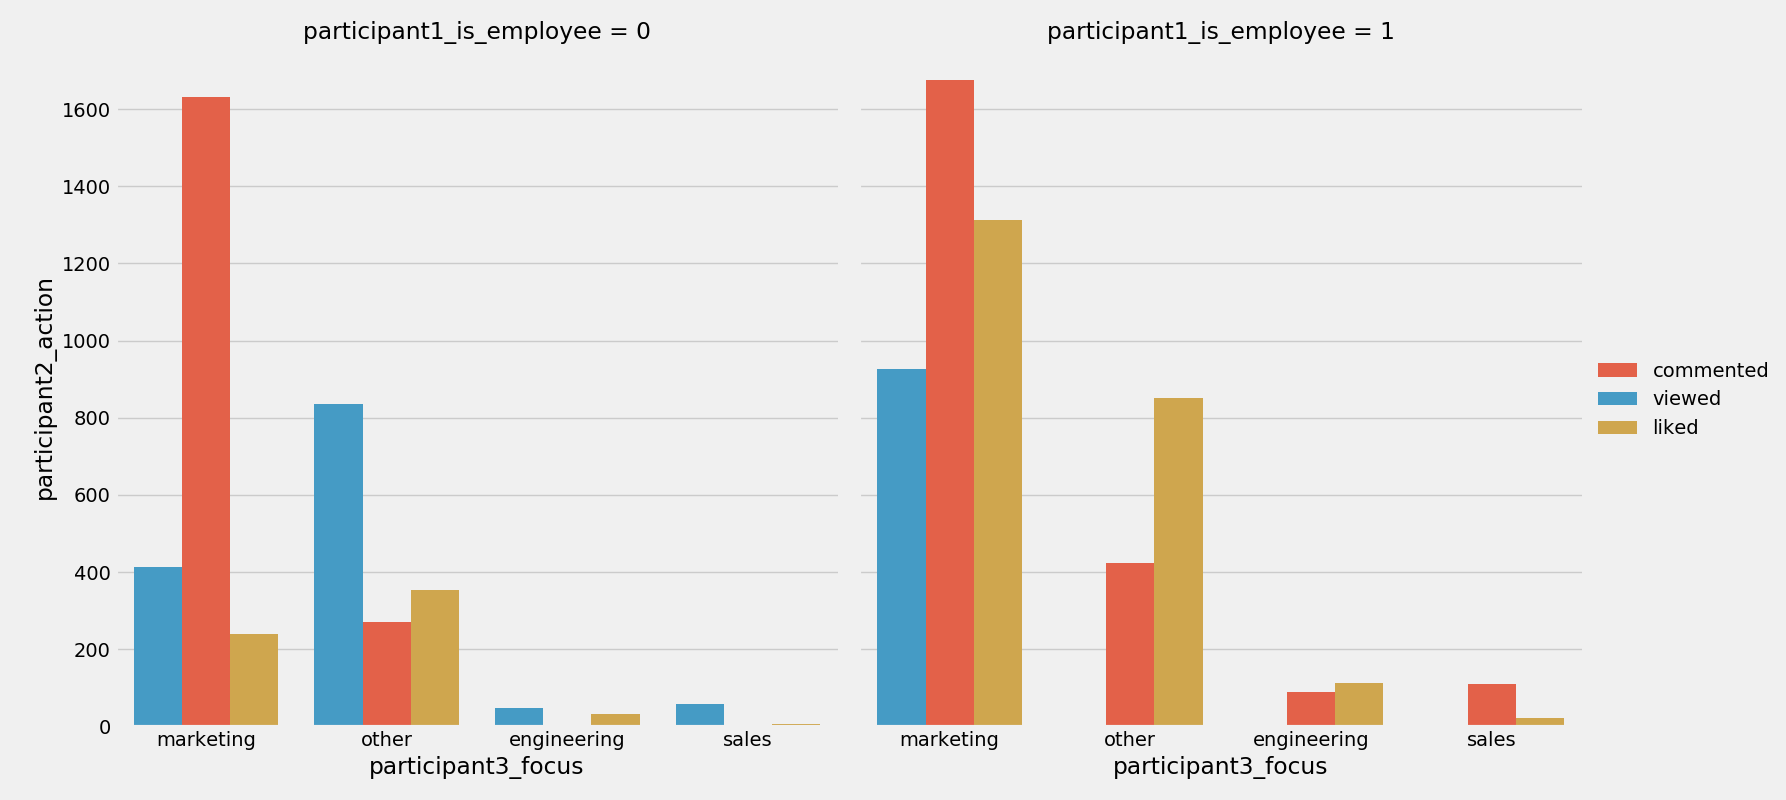 participant1_is_employee = 0
participant1_is_employee = 1
participant2_action
1600
1400
1200
1000
800
600
400
200
0
marketing other engineering sales
marketing other engineering sales
participant3_focus
participant3_focus
commented
viewed
liked